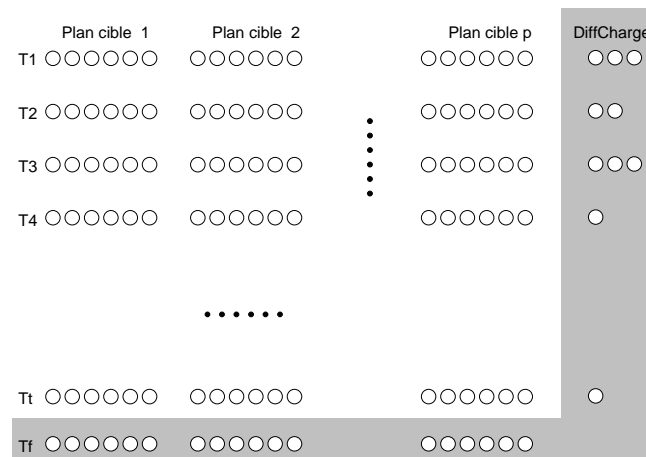 Plan cible 1 Plan cible 2 Plan cible p DiffCharge
T1
T2
T3
T4
Tt
Tf